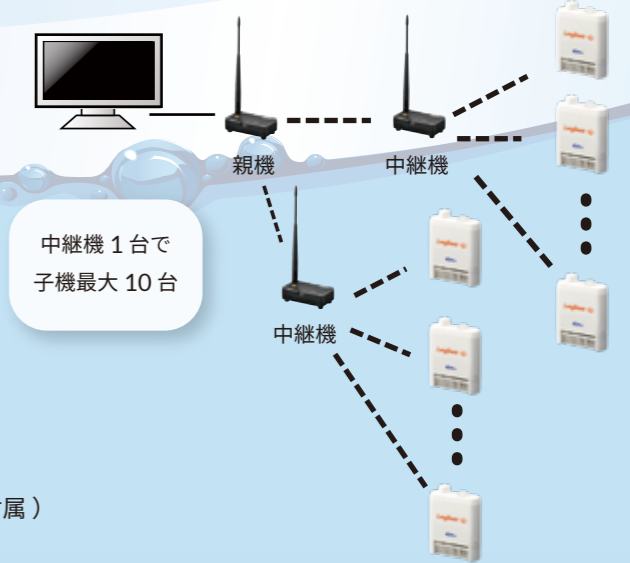 親機
中継機
中継機 1 台で
子機最大 10 台
中継機
属 )